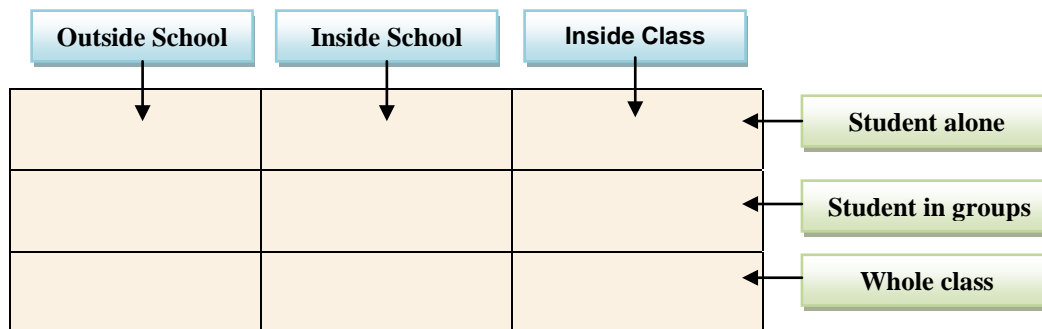 Outside School
Inside School
Inside Class
Student alone
Student in groups
Whole class